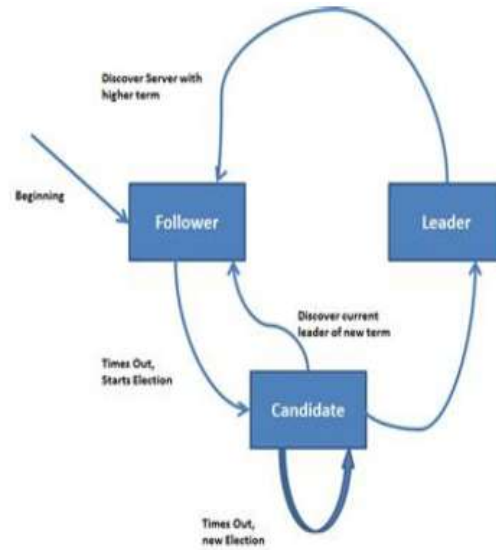 Discover Server with
higher term
Beginning
Follower
Leader
Discover current
leader of new term
Times Out,
Starts Election
Candidate
Times Out,
new Election